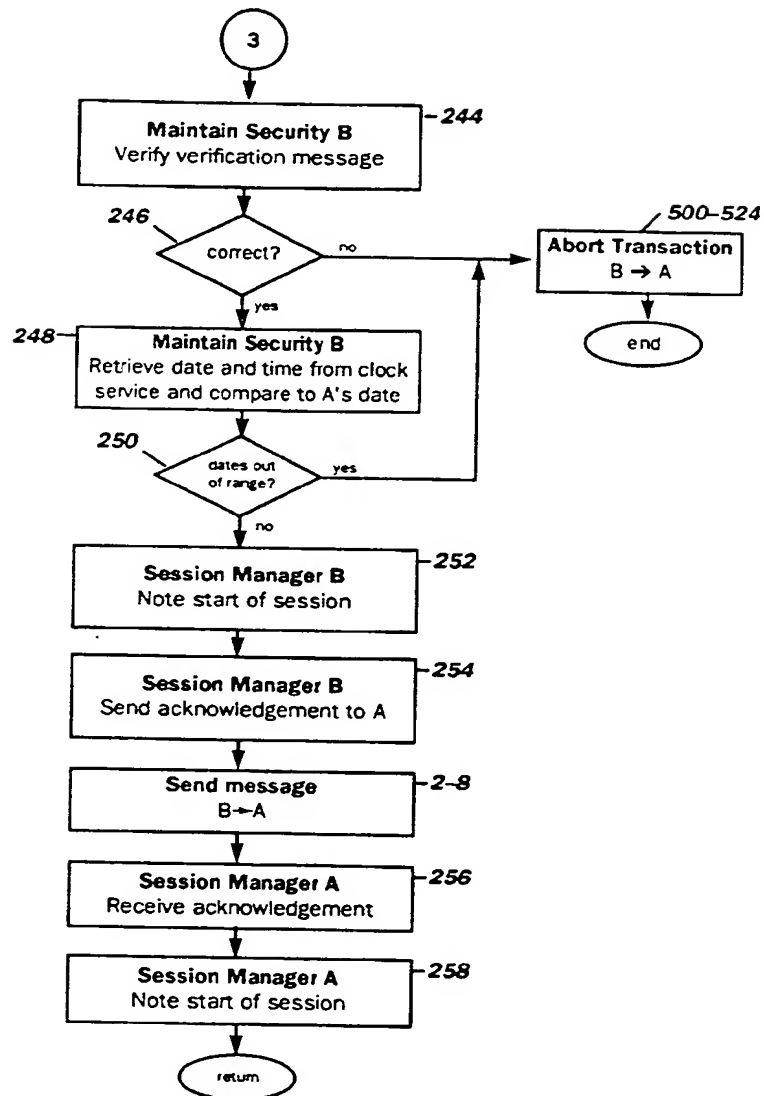 3
Maintain Security B
Verify verification message
244
246
correct?
no
yes
500-524
Abort Transaction
B → A
end
248
Maintain Security B
Retrieve date and time from clock
service and compare to A's date
250
dates out
of range?
yes
no
Session Manager B
Note start of session
252
Session Manager B
Send acknowledgement to A
254
Send message
B→A
2-8
Session Manager A
Receive acknowledgement
256
Session Manager A
Note start of session
258
return